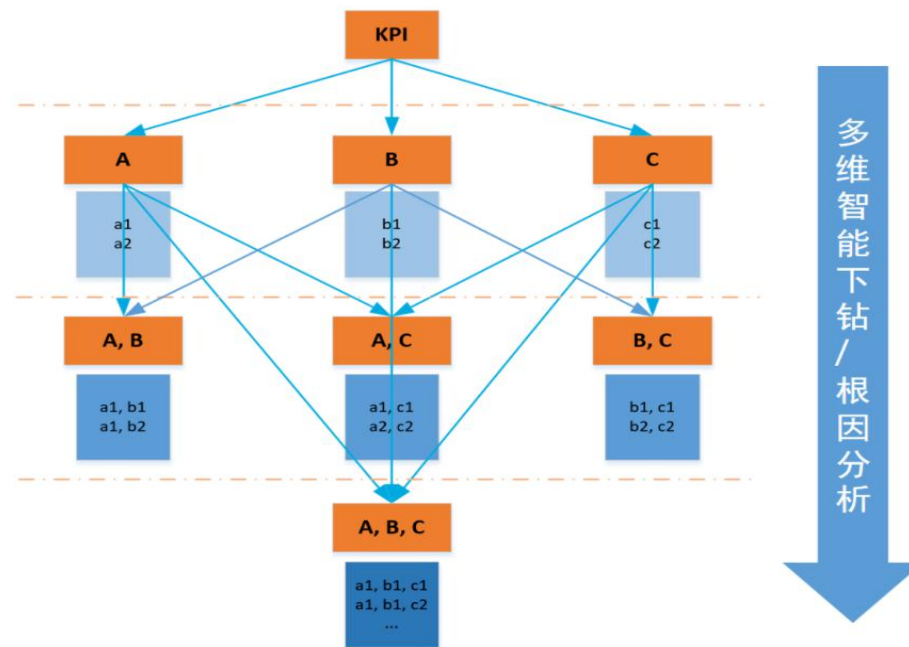 KPI
A
B
C
a1
a2
b1
b2
c1
c2
A, B
A, C
B, C
a1, b1
a1, b2
a1, c1
a2, c2
b1, c1
b2, c2
A, B, C
a1, b1, c1
a1, b1, c2
...
多维智能下钻/根因分析